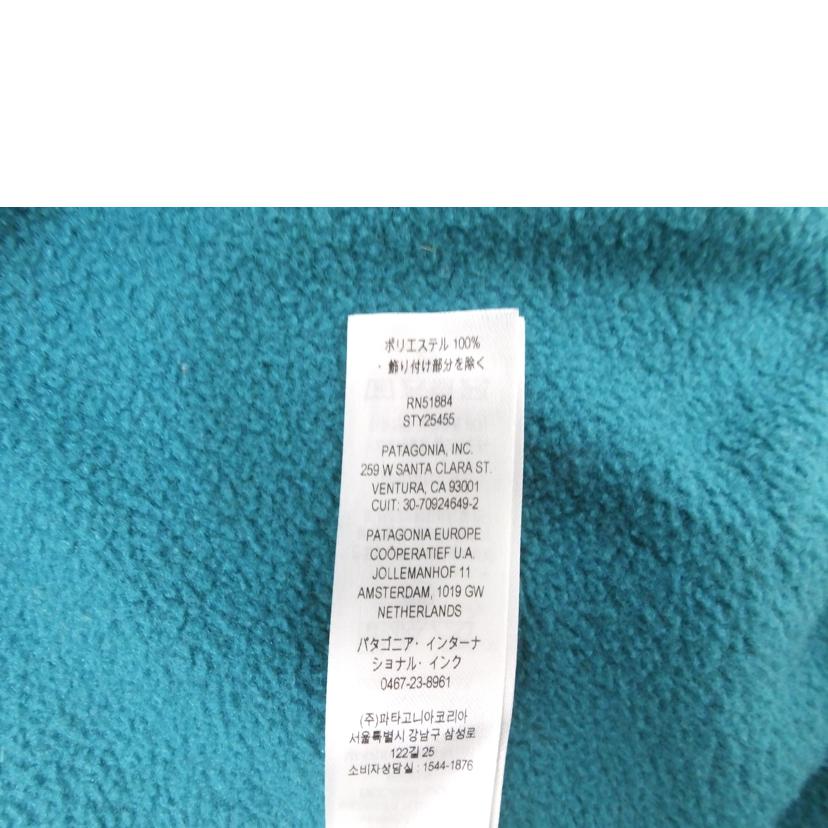 ポリエステル 100%
・飾り付け部分を除く
RN51884
STY25455
PATAGONIA, INC.
259 W SANTA CLARA ST.
VENTURA, CA 93001
CUIT: 30-70924649-2
PATAGONIA EUROPE
COÖPERATIEF U.A.
JOLLEMANHOF 11
AMSTERDAM, 1019 GW
NETHERLANDS
パタゴニア・インターナ
ショナル・インク
0467-23-8961
(주)파타고니아코리아
서울특별시 강남구 삼성로
122길 25
소비자상담실 : 1544-1876